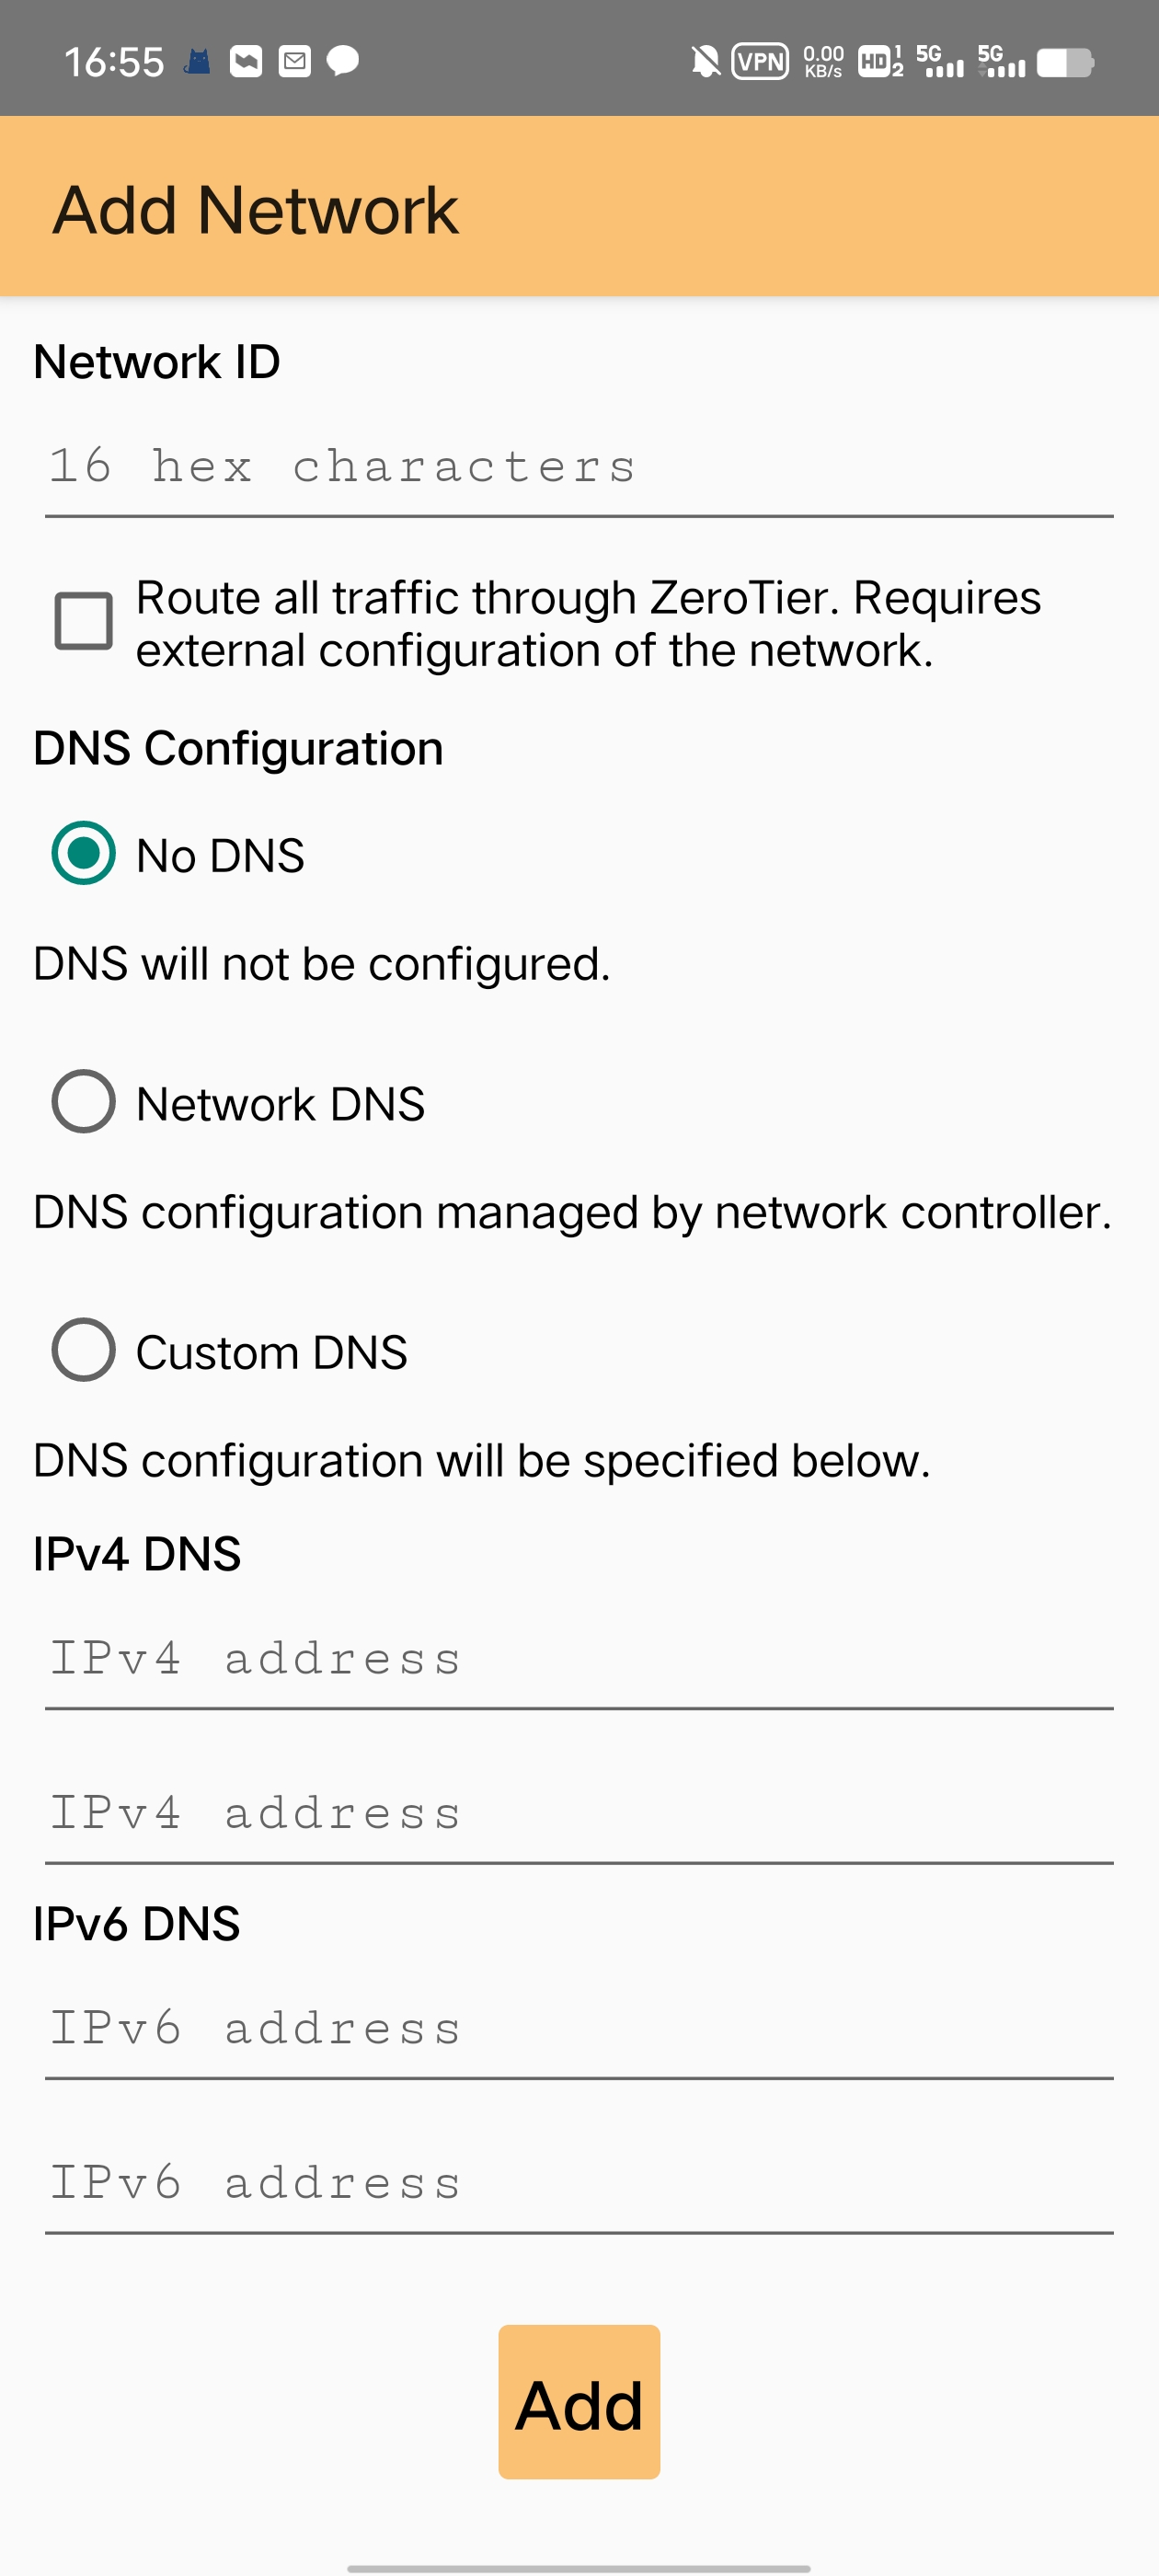 16:55
VPN
0.00
KB/s
HD 1
2
5G
5G
Add Network
Network ID
16 hex characters
Route all traffic through ZeroTier. Requires
external configuration of the network.
DNS Configuration
No DNS
DNS will not be configured.
Network DNS
DNS configuration managed by network controller.
Custom DNS
DNS configuration will be specified below.
IPv4 DNS
IPv4 address
IPv4 address
IPv6 DNS
IPv6 address
IPv6 address
Add